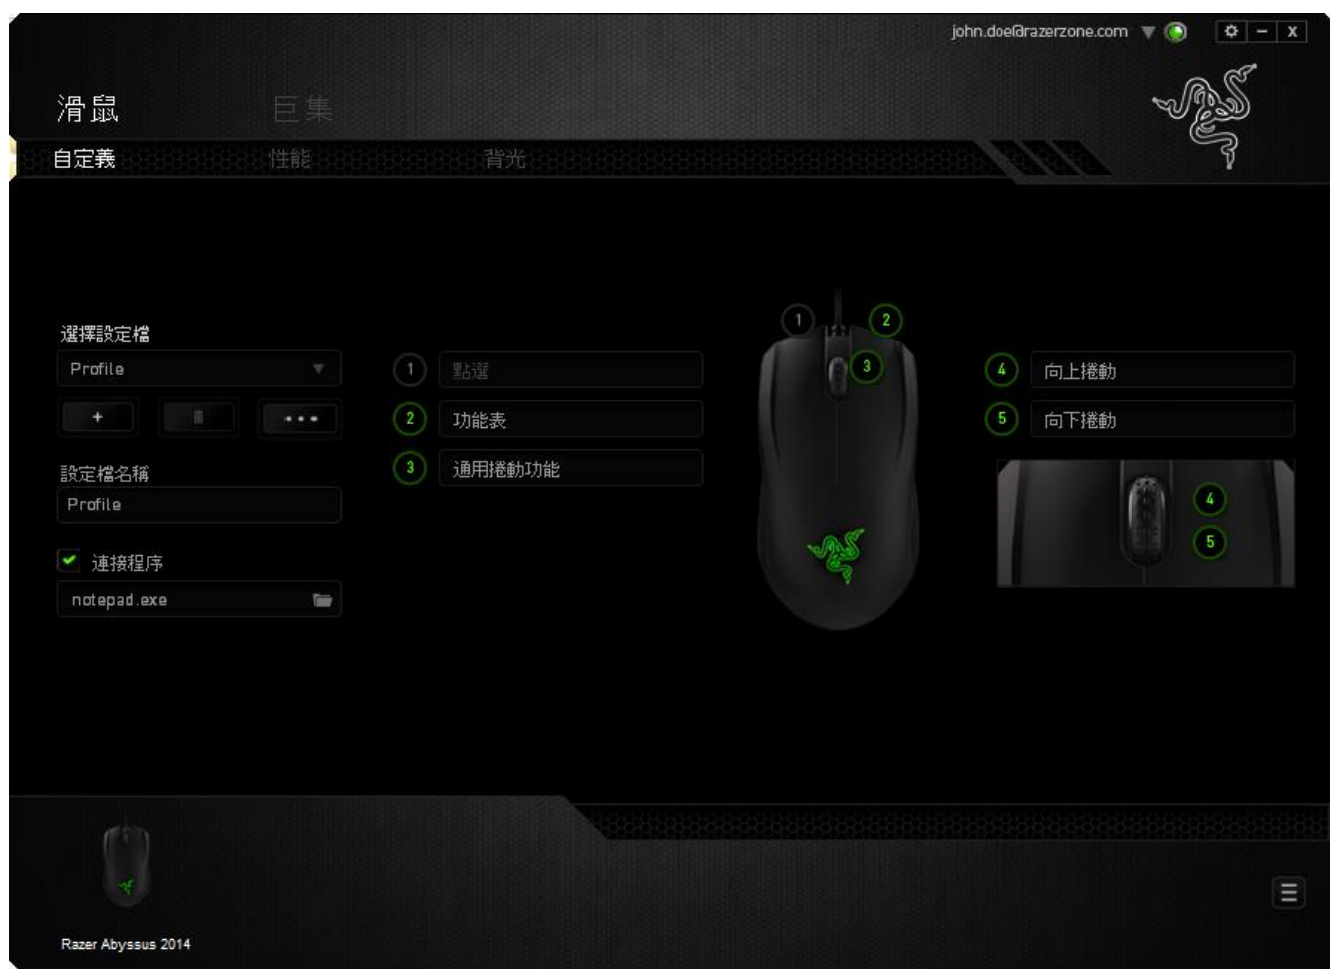 john.doe@razerzone.com
滑鼠
巨集
自定義
性能
背光
選擇設定檔
Profile
設定檔名稱
Profile
連接程序
notepad.exe
1 點選
2 功能表
3 通用捲動功能
1
2
3
4 向上捲動
5 向下捲動
4
5
Razer Abyssus 2014